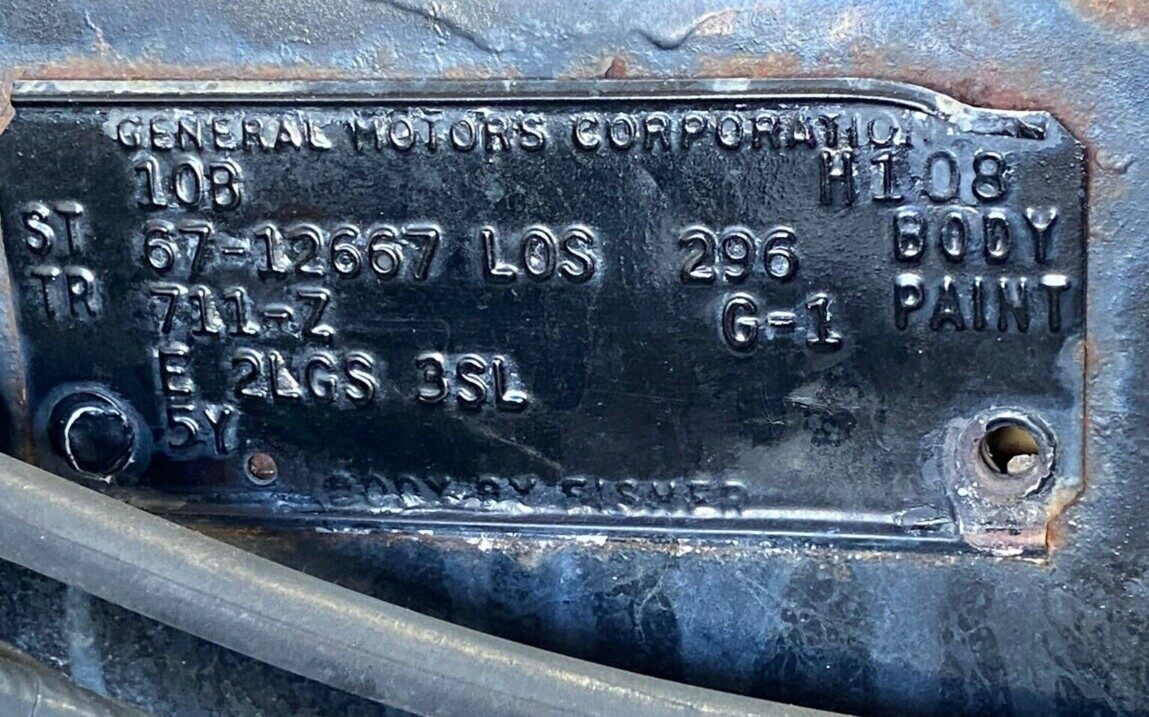 GENERAL MOTORS CORPORATION
10B H108
ST 67-12667 LOS 296 BODY
TR 711-Z G-1 PAINT
E 2LGS 3SL
5Y
BODY BY FISHER